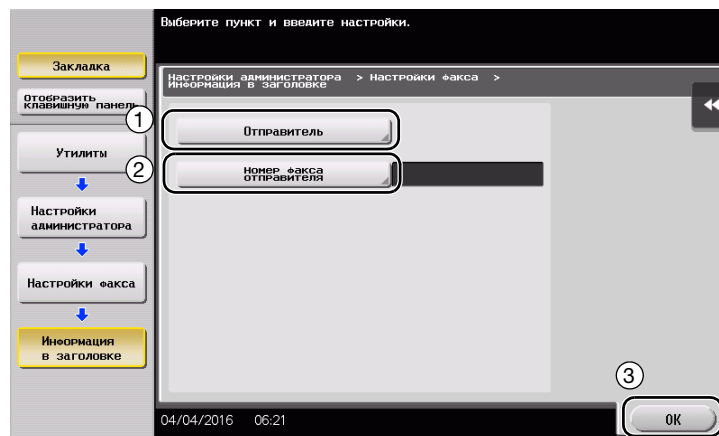 Выберите пункт и введите настройки.
Закладка
Отобразить
клавишную панель
Утилиты
Настройки
администратора
Настройки факса
Информация
в заголовке
Настройки администратора > Настройки факса >
Информация в заголовке
1
Отправитель
2
Номер факса
отправителя
3
04/04/2016 06:21
OK